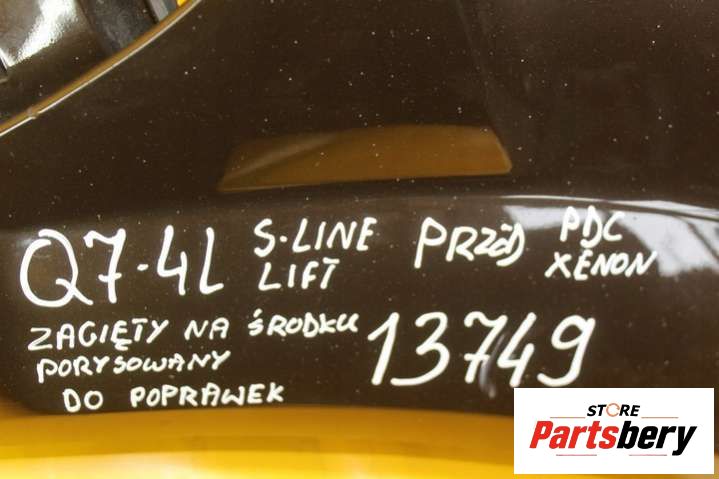 Q7-4L S-LINE LIFT PRZÓD PDC XENON
ZAGIĘTY NA ŚRODKU
PORYSOWANY
DO POPRAWEK
13749
STORE
Partsbery